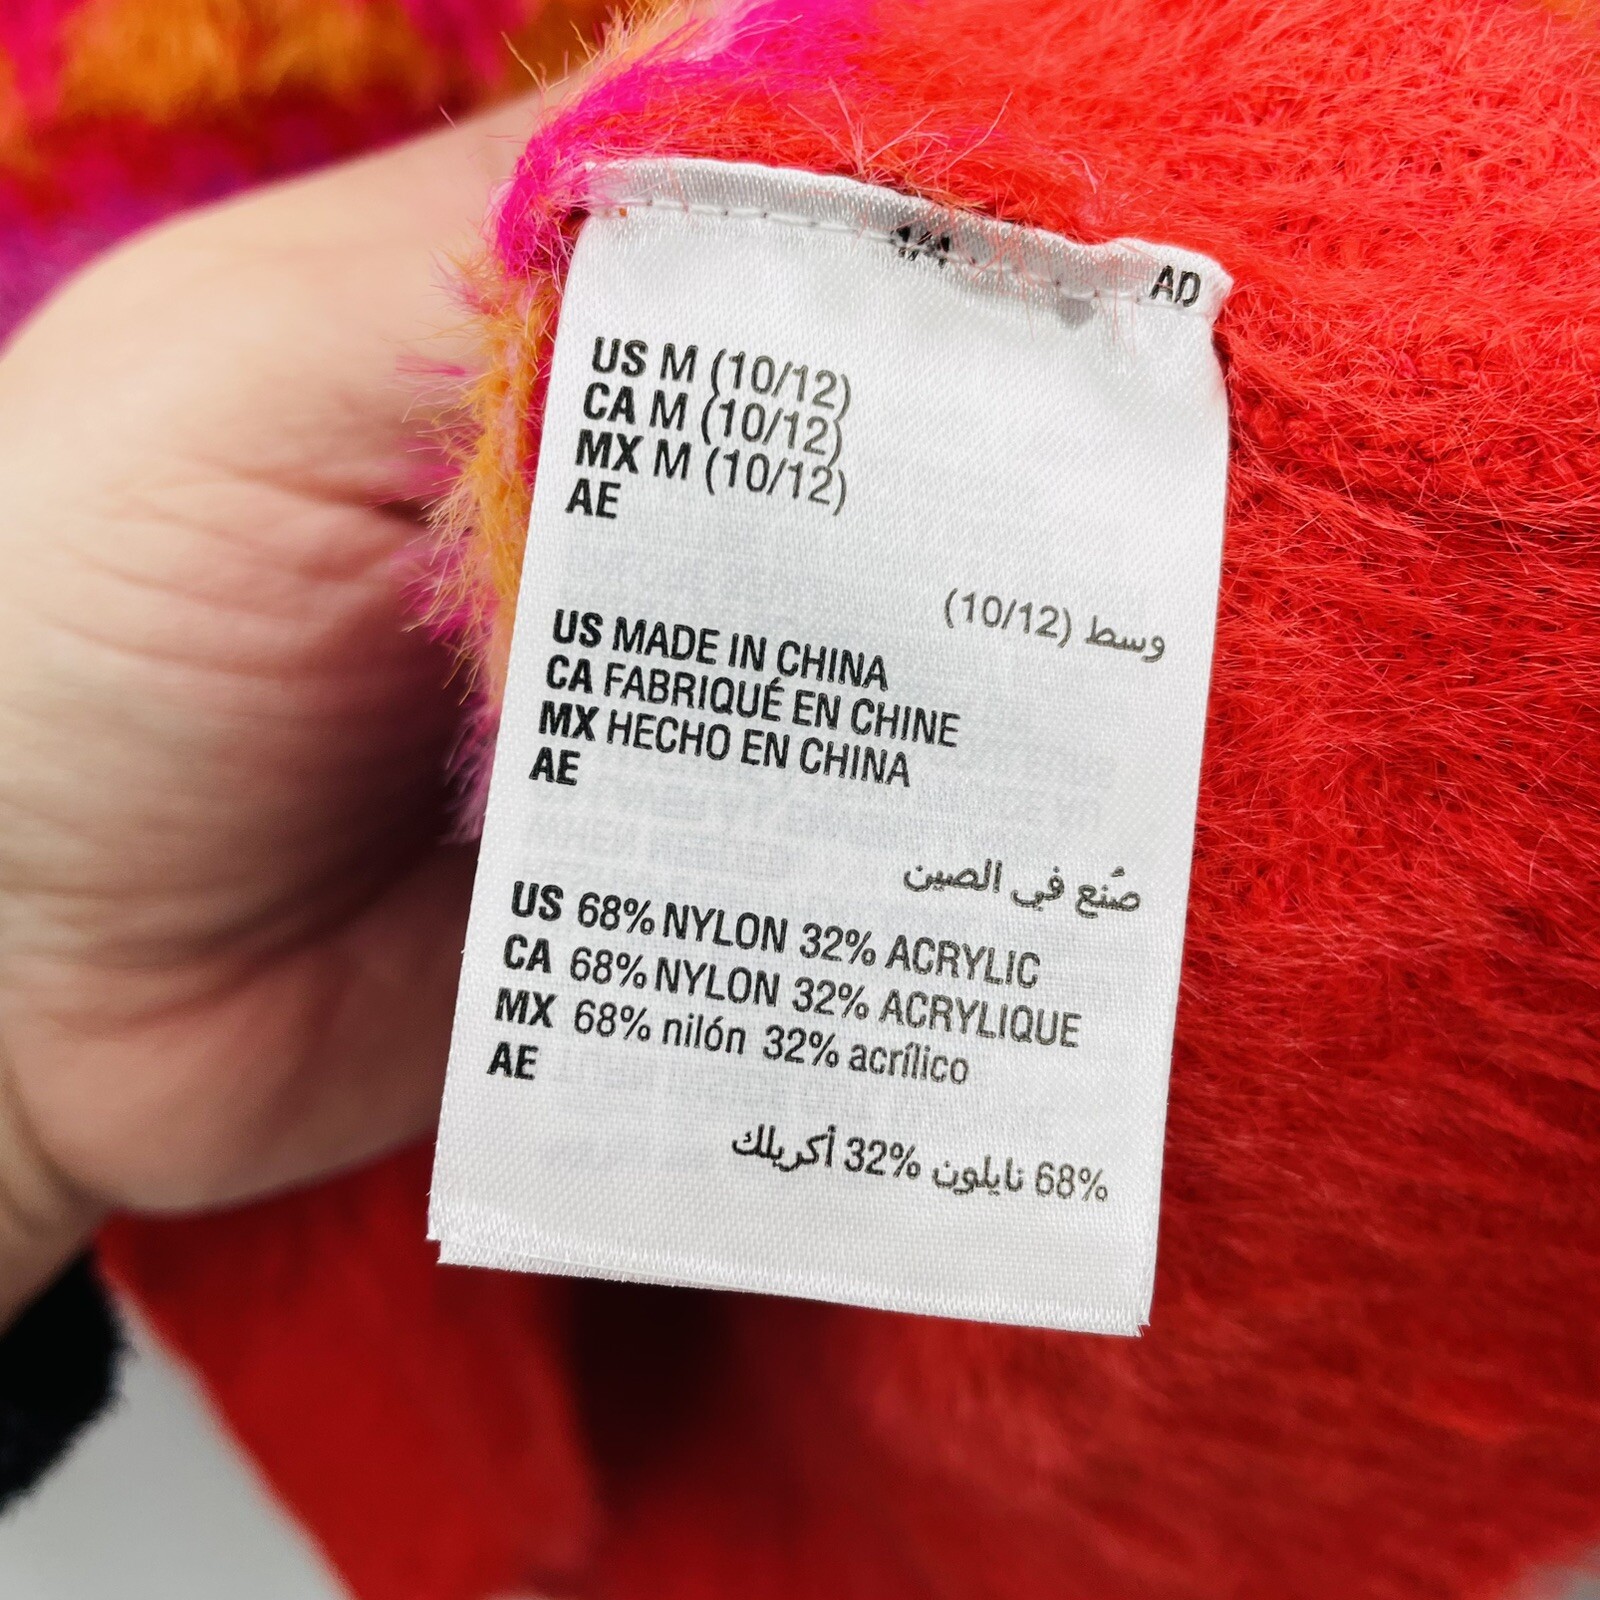 AD
US M (10/12)
CA M (10/12)
MX M (10/12)
AE
وسط (10/12)
US MADE IN CHINA
CA FABRIQUÉ EN CHINE
MX HECHO EN CHINA
AE
صُنع في الصين
US 68% NYLON 32% ACRYLIC
CA 68% NYLON 32% ACRYLIQUE
MX 68% nilón 32% acrílico
AE
68% نايلون 32% أكريلك